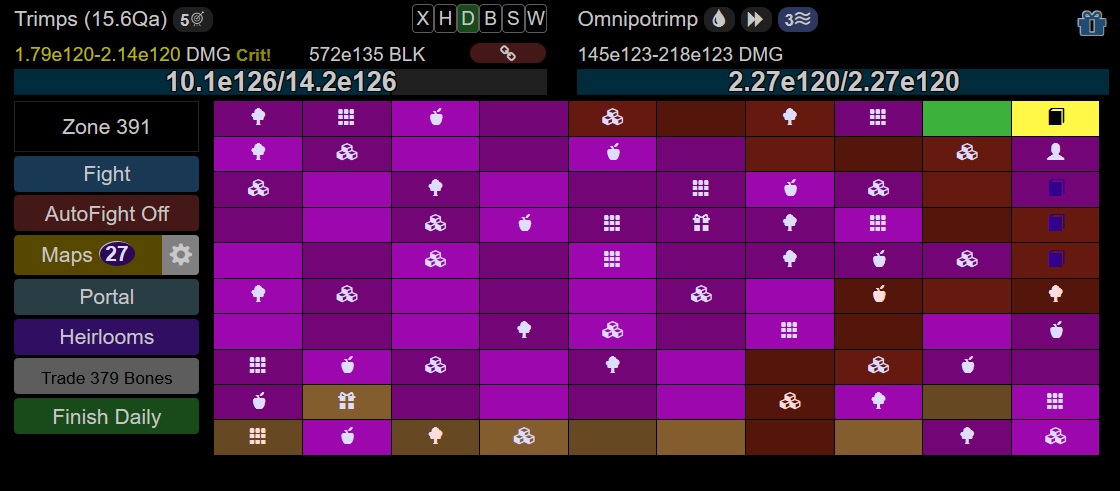 Trimps (15.6Qa) 5 X H D B S W
1.79e120-2.14e120 DMG Crit! 572e135 BLK
10.1e126/14.2e126
Omnipotrimp 3
145e123-218e123 DMG
2.27e120/2.27e120
Zone 391
Fight
AutoFight Off
Maps 27
Portal
Heirlooms
Trade 379 Bones
Finish Daily